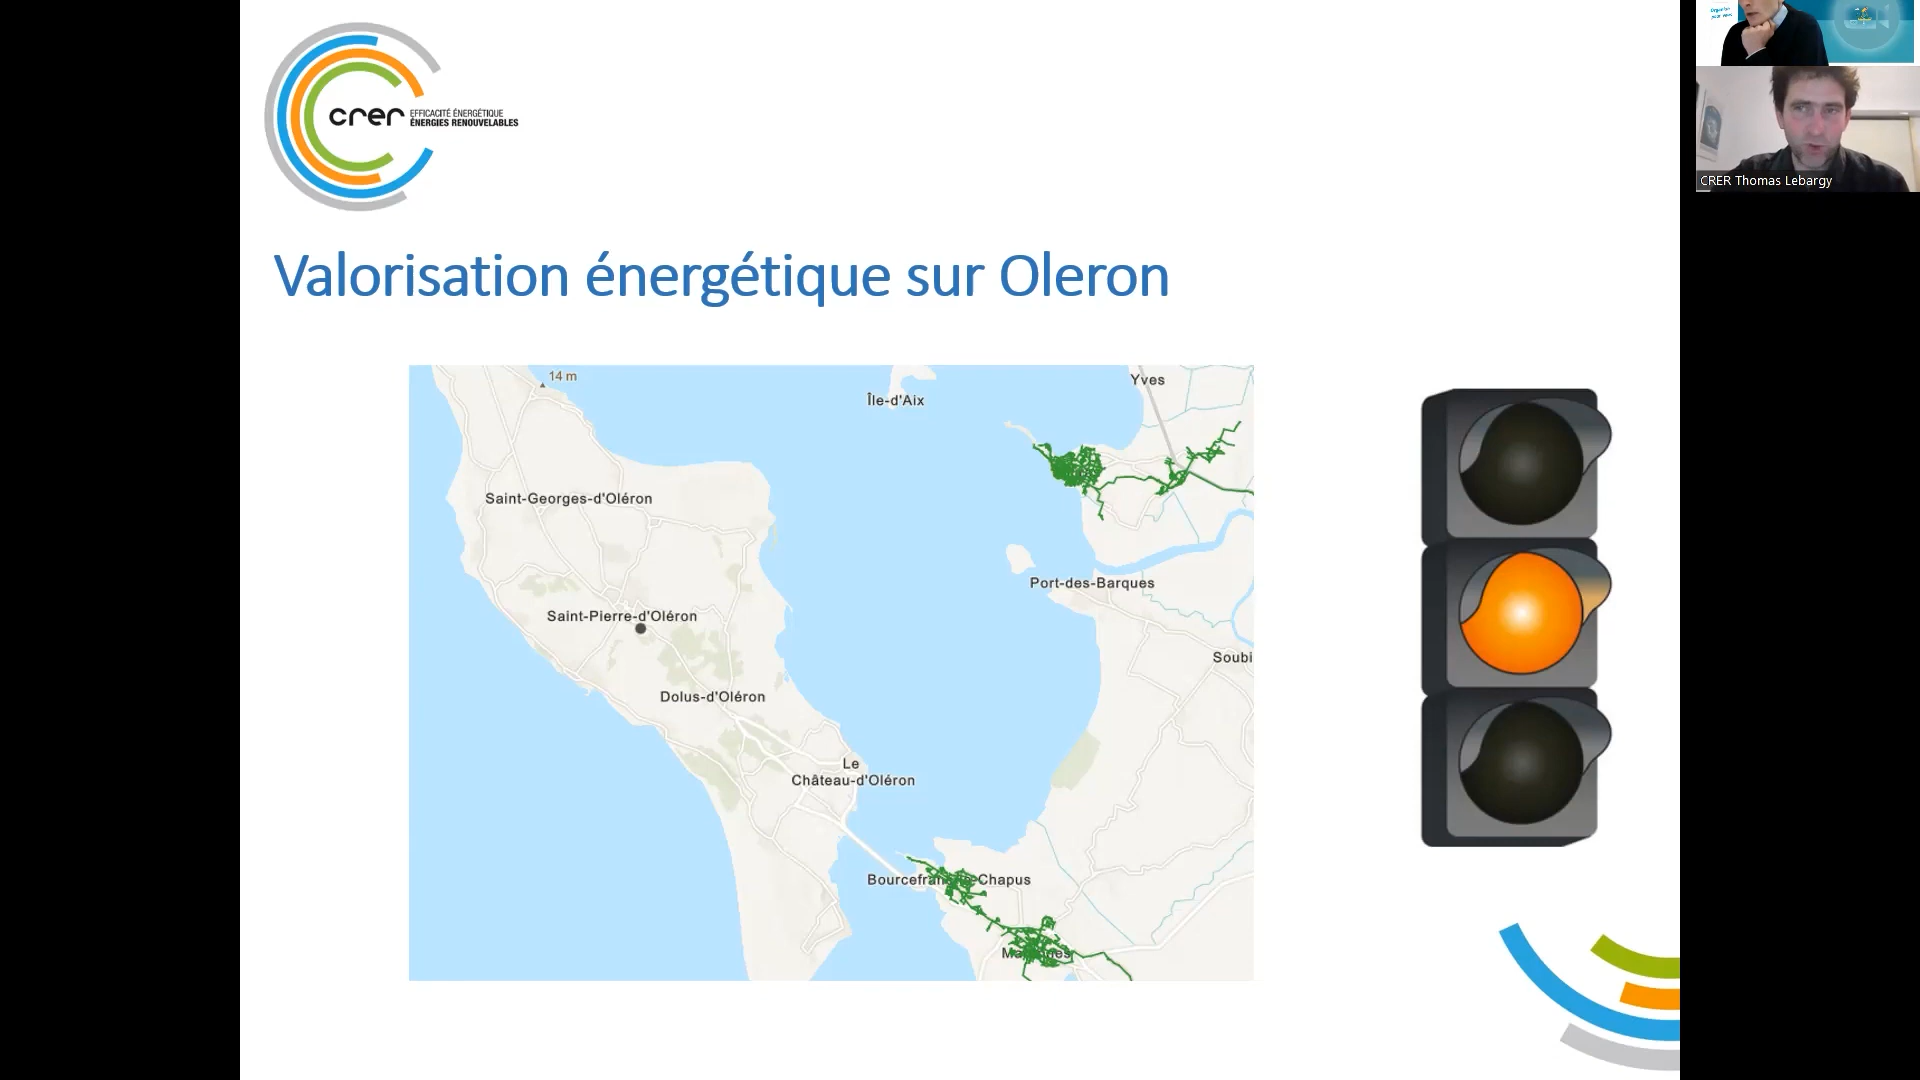 crer
EFFICACITÉ ÉNERGÉTIQUE
ÉNERGIES RENOUVELABLES
CRER Thomas Lebargy
Valorisation énergétique sur Oleron
14 m
Île-d'Aix
Yves
Saint-Georges-d'Oléron
Port-des-Barques
Saint-Pierre-d'Oléron
Soubi
Dolus-d'Oléron
Le
Château-d'Oléron